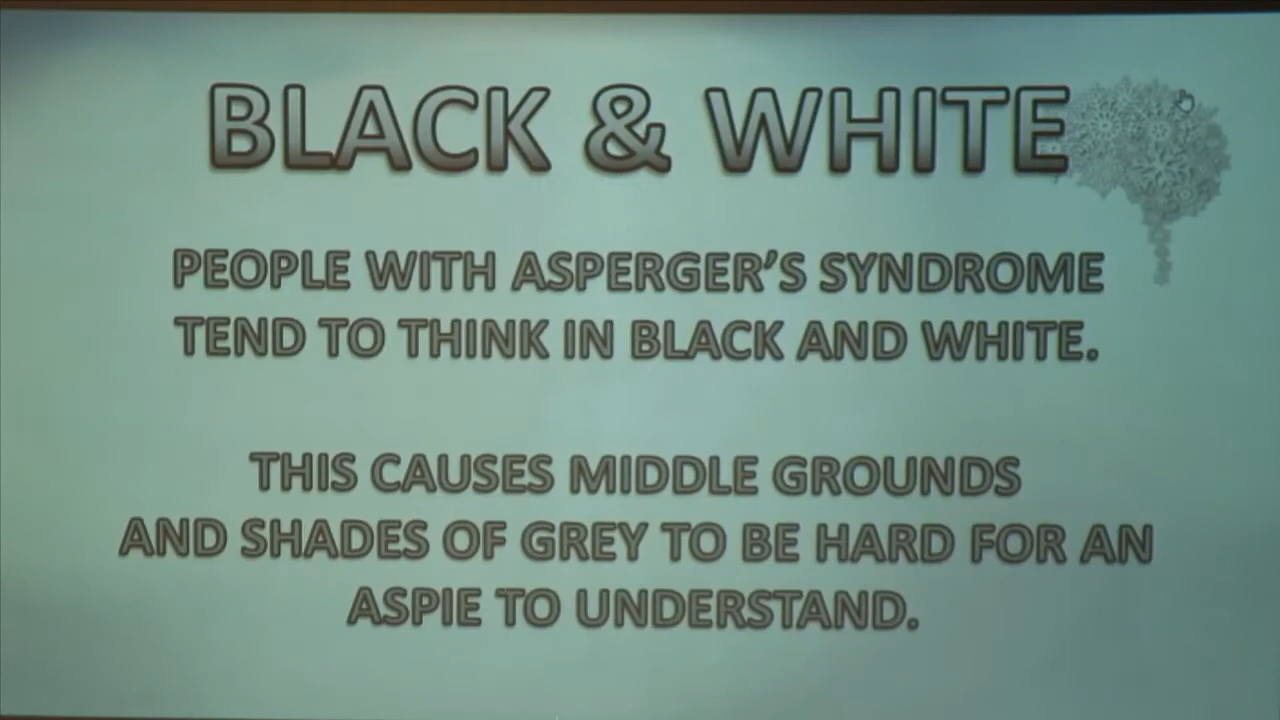 BLACK & WHITE
PEOPLE WITH ASPERGER’S SYNDROME
TEND TO THINK IN BLACK AND WHITE.
THIS CAUSES MIDDLE GROUNDS
AND SHADES OF GREY TO BE HARD FOR AN
ASPIE TO UNDERSTAND.